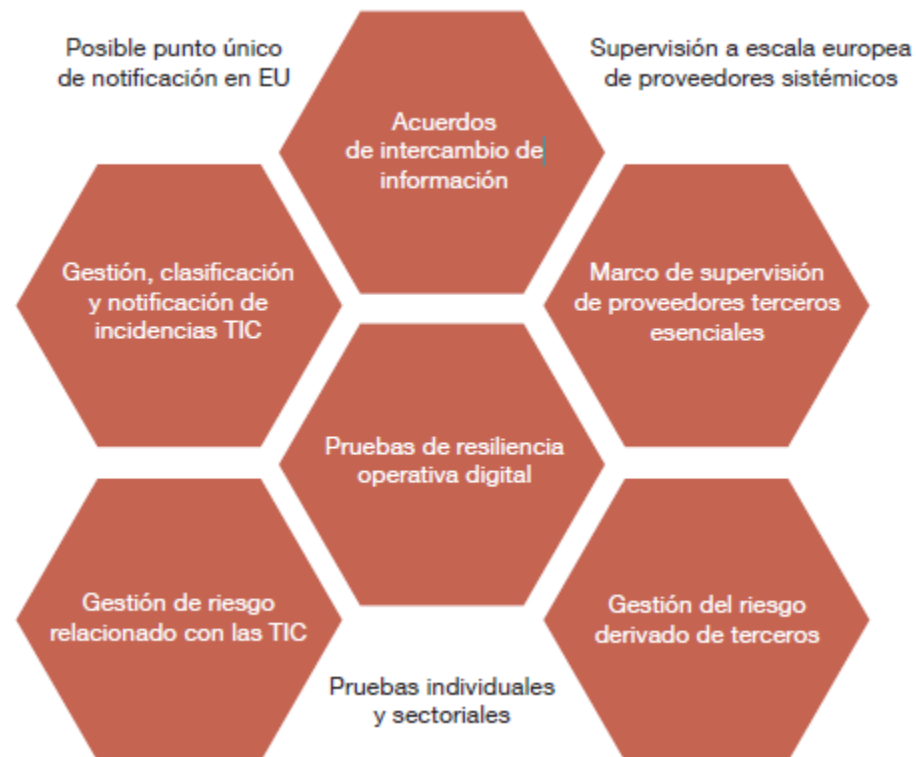 Posible punto único
de notificación en EU
Supervisión a escala europea
de proveedores sistémicos
Acuerdos
de intercambio de
información
Gestión, clasificación
y notificación de
incidencias TIC
Marco de supervisión
de proveedores terceros
esenciales
Pruebas de resiliencia
operativa digital
Gestión de riesgo
relacionado con las TIC
Gestión del riesgo
derivado de terceros
Pruebas individuales
y sectoriales